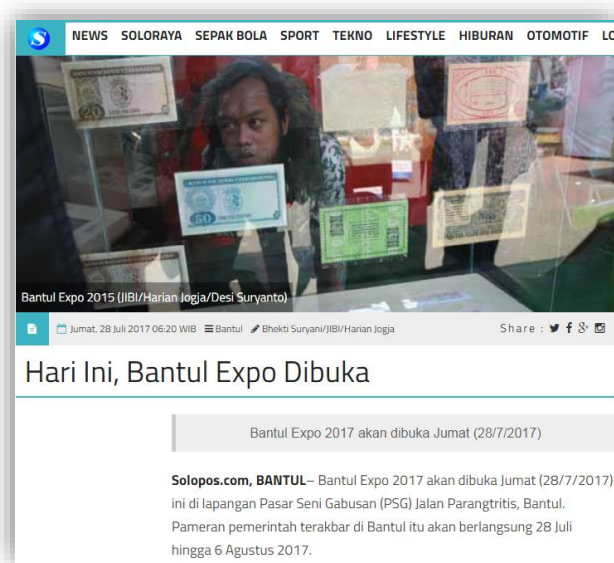 S
NEWS SOLORAYA SEPAK BOLA SPORT TEKNO LIFESTYLE HIBURAN OTOMOTIF
20
50
Bantul Expo 2015 (JIBI/Harian Jogja/Desi Suryanto)
Jumat, 28 Juli 2017 06:20 WIB Bantul Bhekti Suryani/JIBI/Harian Jogja Share :
Hari Ini, Bantul Expo Dibuka
Bantul Expo 2017 akan dibuka Jumat (28/7/2017)
Solopos.com, BANTUL– Bantul Expo 2017 akan dibuka Jumat (28/7/2017)
ini di lapangan Pasar Seni Gabusan (PSG) Jalan Parangtritis, Bantul.
Pameran pemerintah terakbar di Bantul itu akan berlangsung 28 Juli
hingga 6 Agustus 2017.